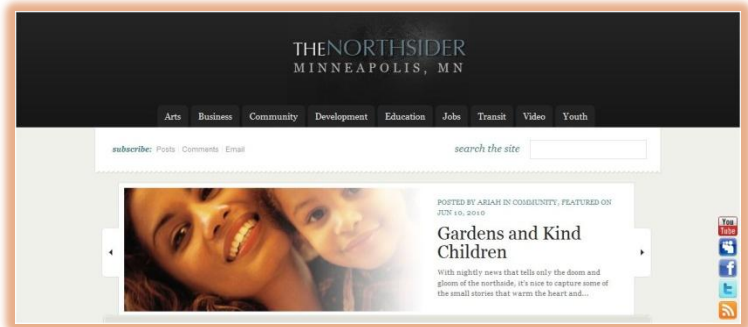 THENORTHSIDER
MINNEAPOLIS, MN
Arts Business Community Development Education Jobs Transit Video Youth
subscribe: Posts Comments Email
search the site
POSTED BY ARIAH IN COMMUNITY, FEATURED ON
JUN 10, 2010
Gardens and Kind
Children
With nightly news that tells only the doom and
gloom of the northside, it's nice to capture some of
the small stories that warm the heart and...
You
Tube
f
t